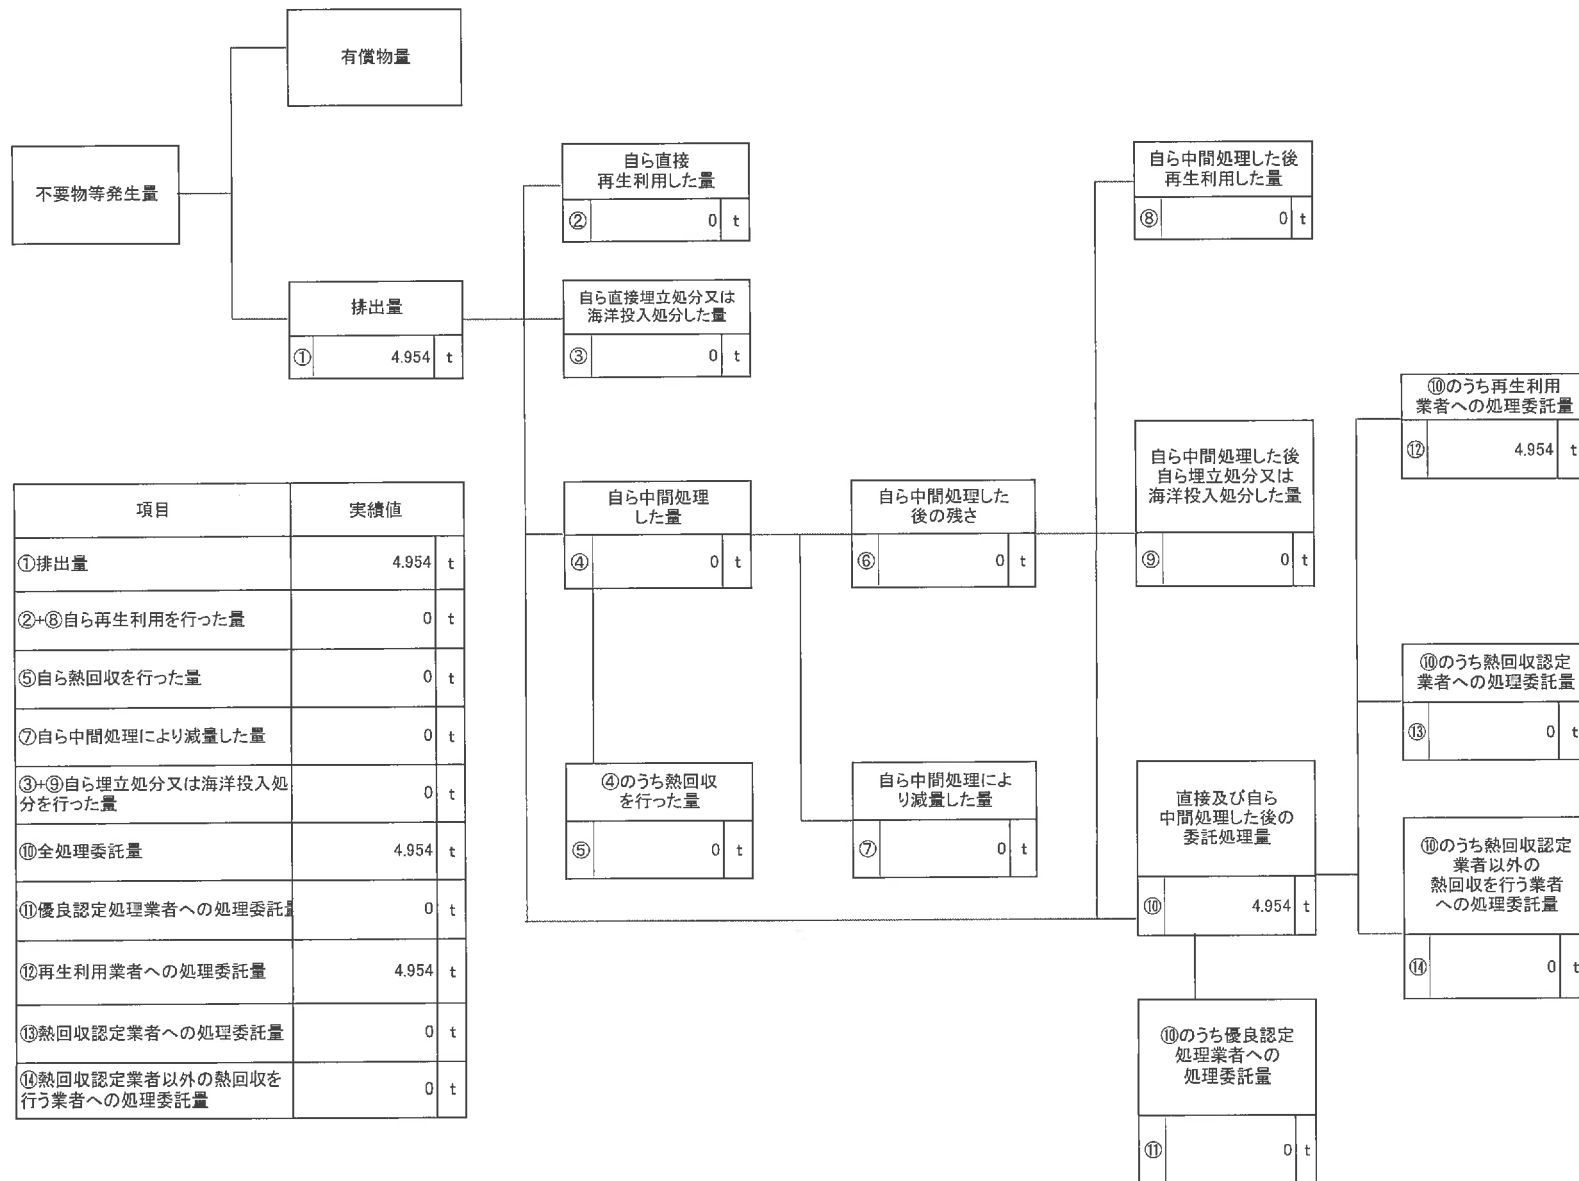 有償物量
不要物等発生量
排出量
① 4.954 t
自ら直接
再生利用した量
② 0 t
自ら直接埋立処分又は
海洋投入処分した量
③ 0 t
自ら中間処理
した量
④ 0 t
④のうち熱回収
を行った量
⑤ 0 t
自ら中間処理した
後の残さ
⑥ 0 t
自ら中間処理によ
り減量した量
⑦ 0 t
自ら中間処理した後
再生利用した量
⑧ 0 t
自ら中間処理した後
自ら埋立処分又は
海洋投入処分した量
⑨ 0 t
直接及び自ら
中間処理した後の
委託処理量
⑩ 4.954 t
⑩のうち優良認定
処理業者への
処理委託量
⑪ 0 t
⑩のうち再生利用
業者への処理委託量
⑫ 4.954 t
⑩のうち熱回収認定
業者への処理委託量
⑬ 0 t
⑩のうち熱回収認定
業者以外の
熱回収を行う業者
への処理委託量
⑭ 0 t
項目 実績値
①排出量 4.954 t
②+⑧自ら再生利用を行った量 0 t
⑤自ら熱回収を行った量 0 t
⑦自ら中間処理により減量した量 0 t
③+⑨自ら埋立処分又は海洋投入処
分を行った量 0 t
⑩全処理委託量 4.954 t
⑪優良認定処理業者への処理委託量 0 t
⑫再生利用業者への処理委託量 4.954 t
⑬熱回収認定業者への処理委託量 0 t
⑭熱回収認定業者以外の熱回収を
行う業者への処理委託量 0 t